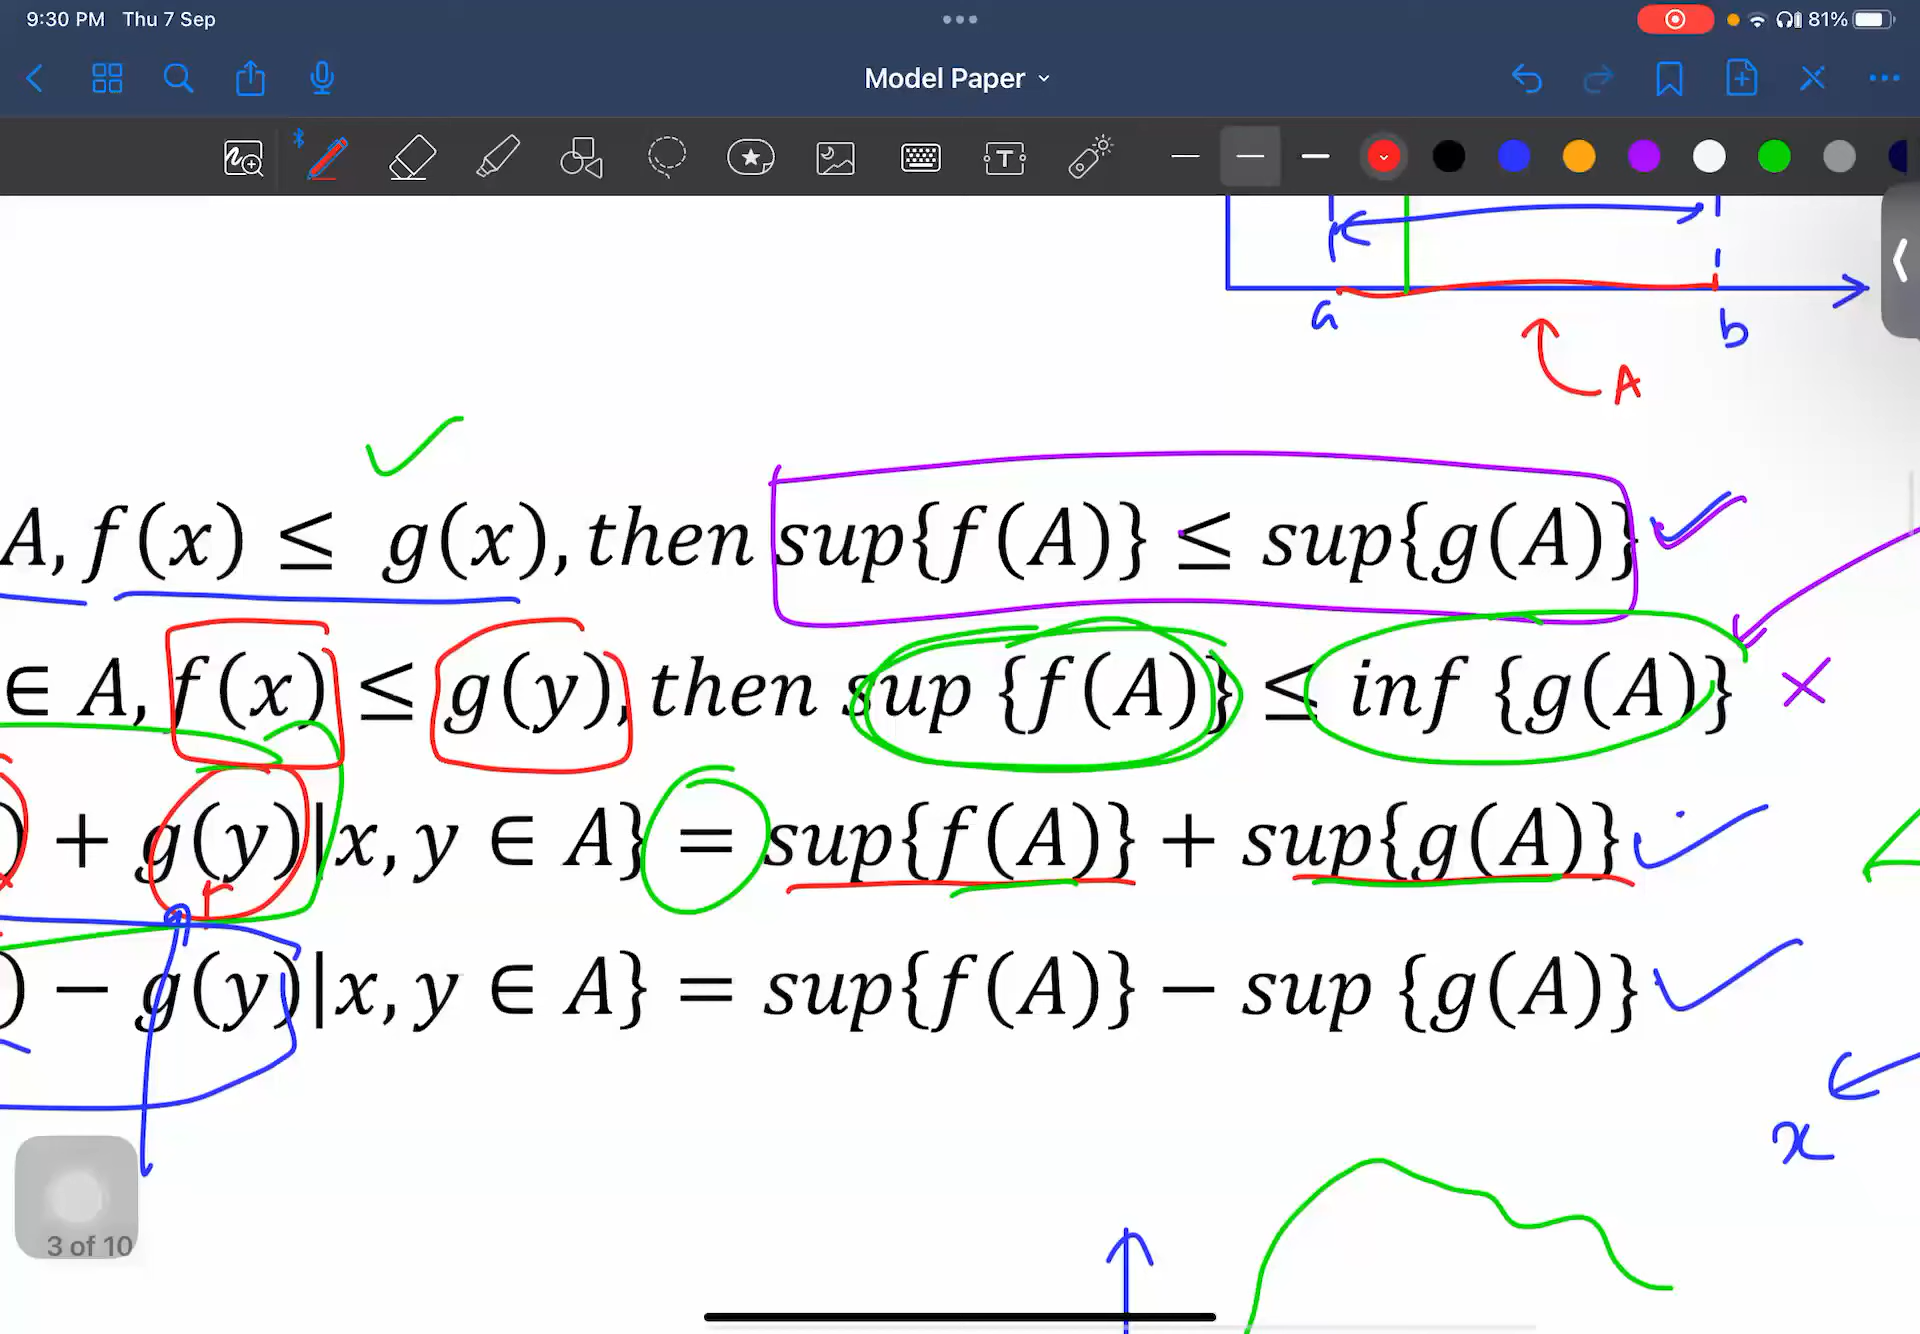 9:30 PM Thu 7 Sep
81%
Model Paper
a
b
A
A, f(x) ≤ g(x), then sup{f(A)} ≤ sup{g(A)}
∈ A, f(x) ≤ g(y), then sup {f(A)} ≤ inf {g(A)}
) + g(y)|x, y ∈ A} = sup{f(A)} + sup{g(A)}
) − g(y)|x, y ∈ A} = sup{f(A)} − sup {g(A)}
x
3 of 10